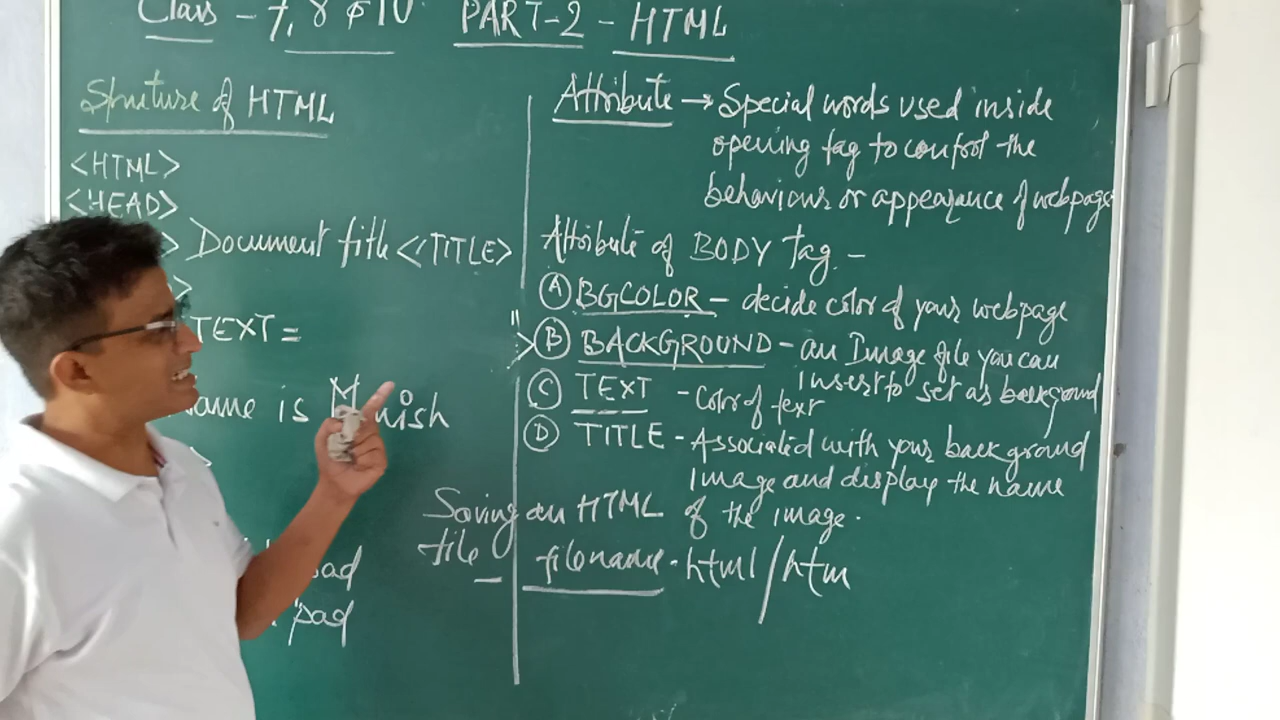 Class - 7, 8 & 10 PART-2 - HTML
Structure of HTML
<HTML>
<HEAD>
> Document title <(TITLE>
>
TEXT =
name is Manish
>
pad
Attribute → Special words used inside
opening tag to control the
behaviour or appearance of webpage
Attribute of BODY tag. -
(A) BGCOLOR - decide color of your webpage
" > (B) BACKGROUND - an Image file you can
insert to set as background
(C) TEXT - Color of text
(D) TITLE - Associated with your background
image and display the name
of the image.
Saving an HTML
file - filename.html/htm